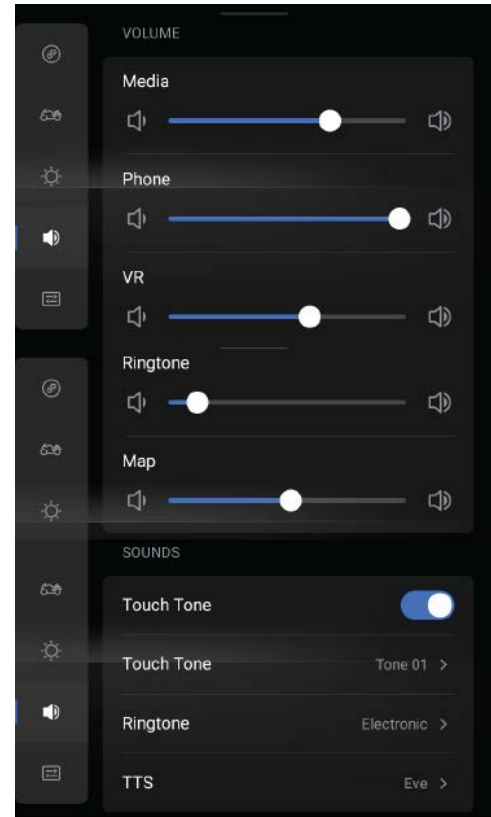 VOLUME
Media
Phone
VR
Ringtone
Map
SOUNDS
Touch Tone
Touch Tone Tone 01 >
Ringtone Electronic >
TTS Eve >